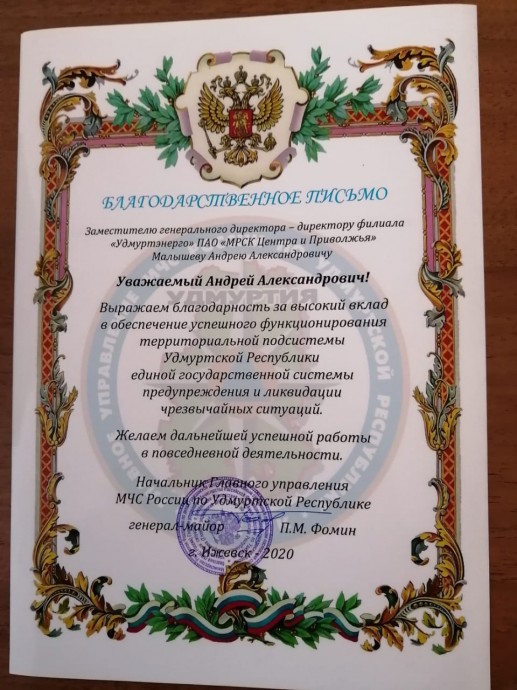 БЛАГОДАРСТВЕННОЕ ПИСЬМО
Заместителю генерального директора – директору филиала
«Удмуртэнерго» ПАО «МРСК Центра и Приволжья»
Малышеву Андрею Александровичу
Уважаемый Андрей Александрович!
УДМУРТИЯ
Выражаем благодарность за высокий вклад
в обеспечение успешного функционирования
территориальной подсистемы
Удмуртской Республики
единой государственной системы
предупреждения и ликвидации
чрезвычайных ситуаций.
Желаем дальнейшей успешной работы
в повседневной деятельности.
Начальник Главного управления
МЧС России по Удмуртской Республике
генерал-майор П.М. Фомин
г. Ижевск - 2020